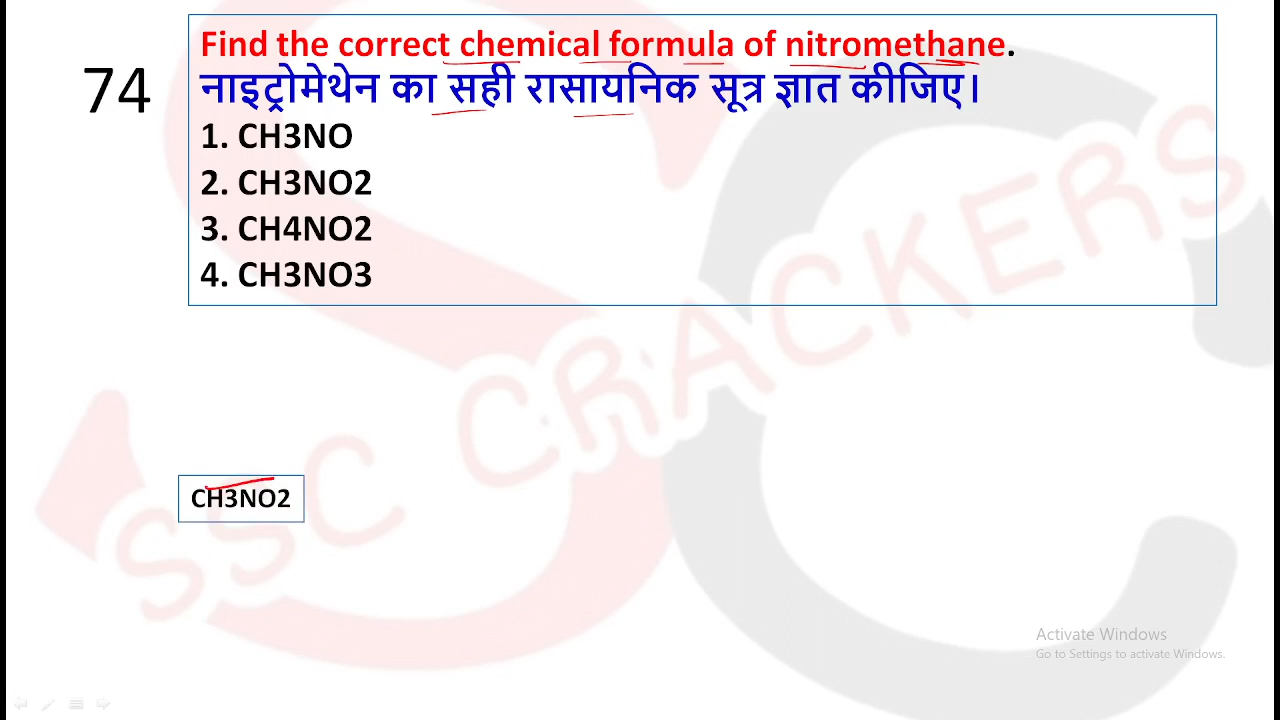 74
Find the correct chemical formula of nitromethane.
नाइट्रोमेथेन का सही रासायनिक सूत्र ज्ञात कीजिए।
1. CH3NO
2. CH3NO2
3. CH4NO2
4. CH3NO3
SSC CRACKERS
CH3NO2
Activate Windows
Go to Settings to activate Windows.